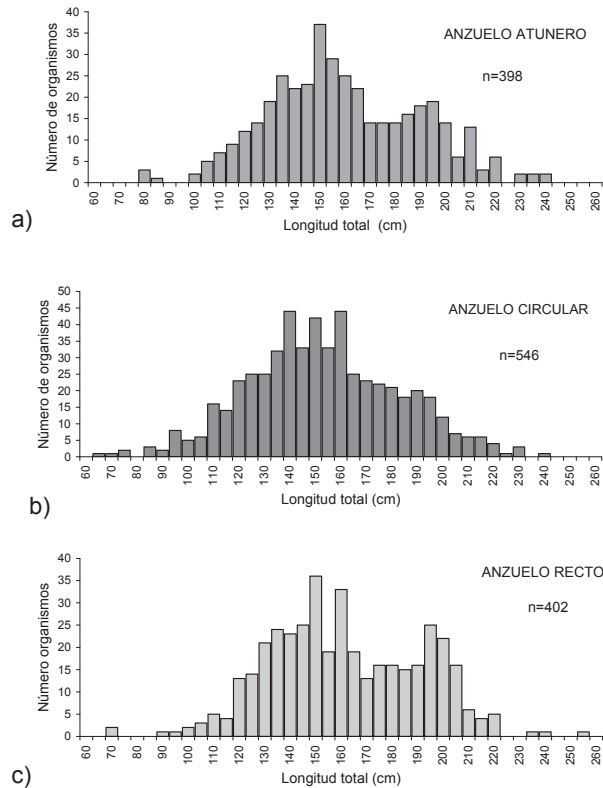 ANZUELO ATUNERO
n=398
Número de organismos
40
35
30
25
20
15
10
5
0
60 70 80 90 100 110 120 130 140 150 160 170 180 190 200 210 220 230 240 250 260
Longitud total (cm)
a)
ANZUELO CIRCULAR
n=546
Número de organismos
50
45
40
35
30
25
20
15
10
5
0
60 70 80 90 100 110 120 130 140 150 160 170 180 190 200 210 220 230 240 250 260
Longitud total (cm)
b)
ANZUELO RECTO
n=402
Número organismos
40
35
30
25
20
15
10
5
0
60 70 80 90 100 110 120 130 140 150 160 170 180 190 200 210 220 230 240 250 260
Longitud total (cm)
c)